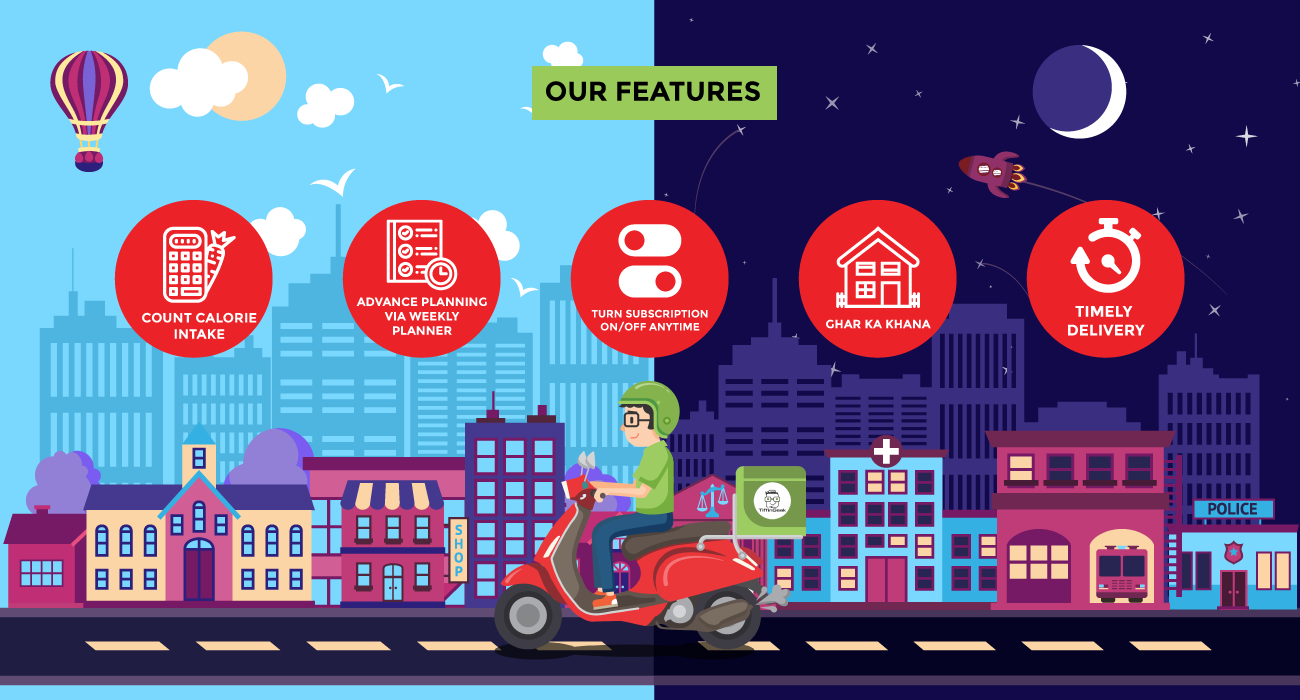 OUR FEATURES
COUNT CALORIE
INTAKE
ADVANCE PLANNING
VIA WEEKLY
PLANNER
TURN SUBSCRIPTION
ON/OFF ANYTIME
GHAR KA KHANA
TIMELY
DELIVERY
SHOP
TiffinGeek
POLICE